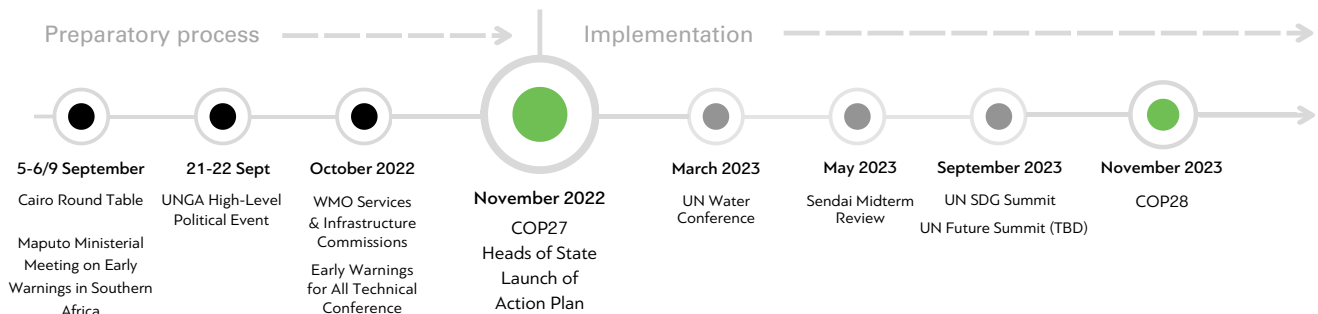 Preparatory process
Implementation
5-6/9 September
Cairo Round Table
Maputo Ministerial
Meeting on Early
Warnings in Southern
Africa
21-22 Sept
UNGA High-Level
Political Event
October 2022
WMO Services
& Infrastructure
Commissions
Early Warnings
for All Technical
Conference
November 2022
COP27
Heads of State
Launch of
Action Plan
March 2023
UN Water
Conference
May 2023
Sendai Midterm
Review
September 2023
UN SDG Summit
UN Future Summit (TBD)
November 2023
COP28